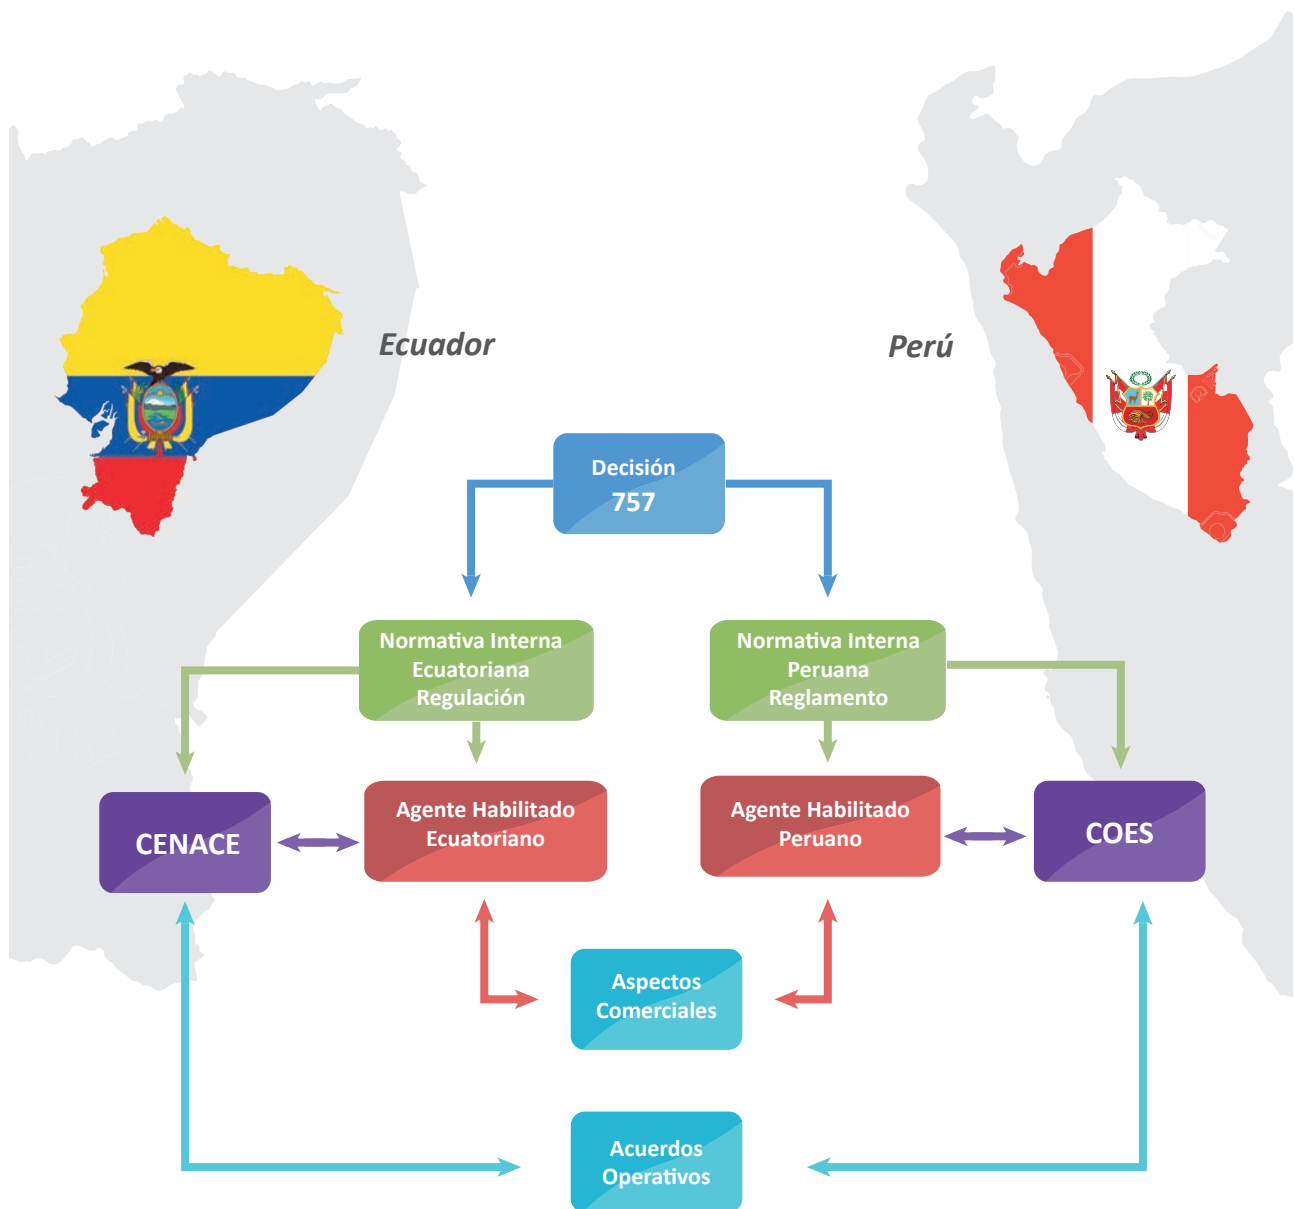 Ecuador
Perú
Decisión
757
Normativa Interna
Ecuatoriana
Regulación
Normativa Interna
Peruana
Reglamento
CENACE
Agente Habilitado
Ecuatoriano
Agente Habilitado
Peruano
COES
Aspectos
Comerciales
Acuerdos
Operativos